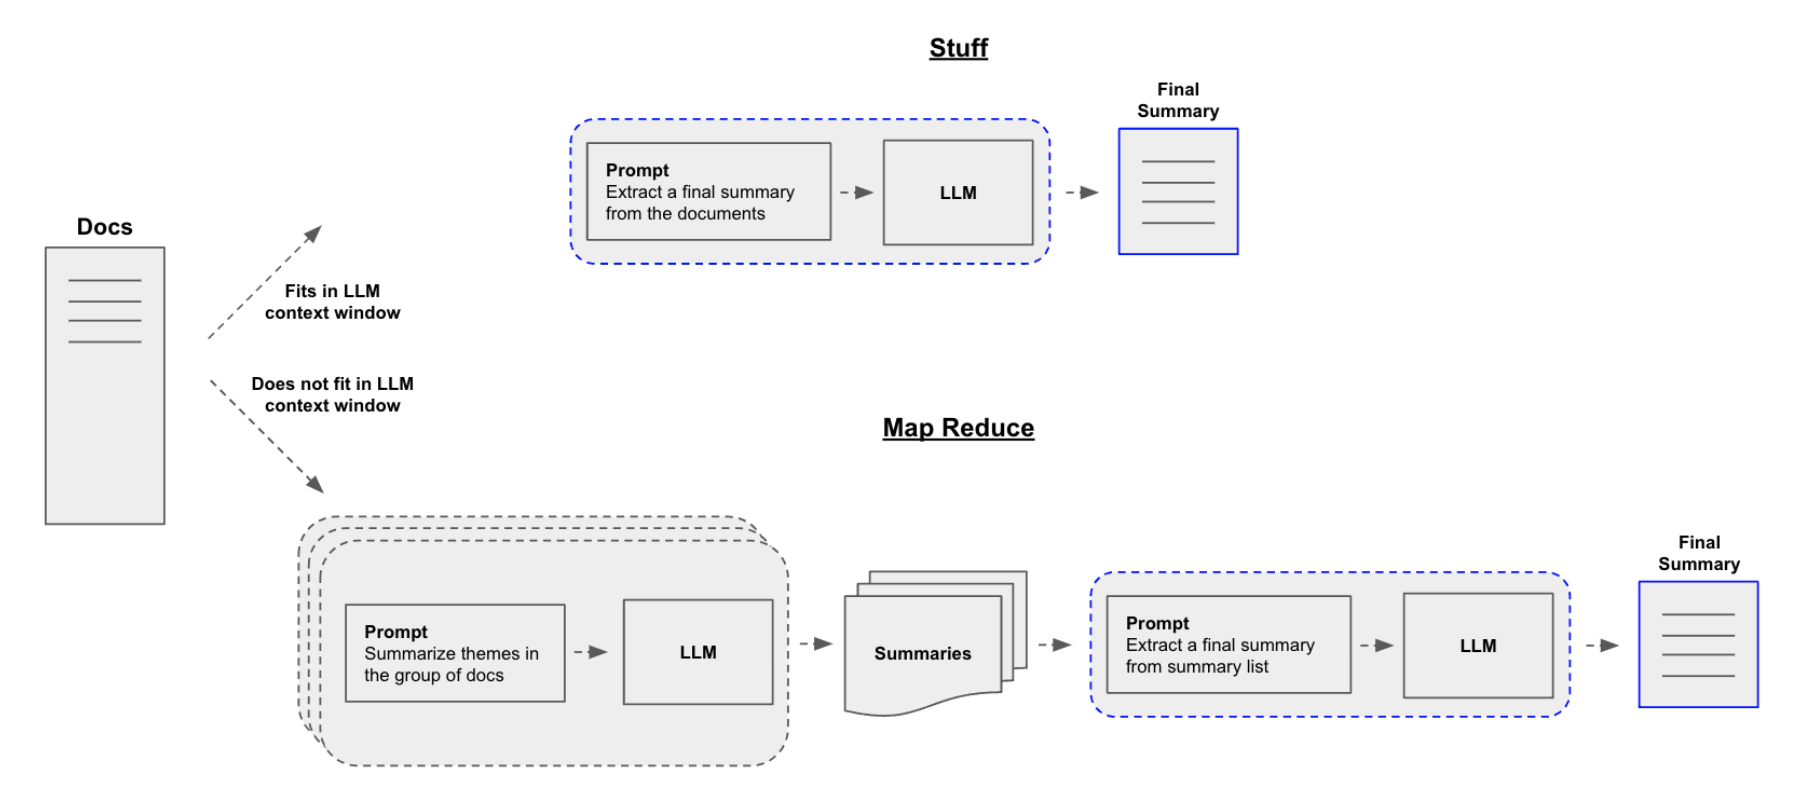 Stuff
Final
Summary
Prompt
Extract a final summary
from the documents
LLM
Docs
Fits in LLM
context window
Does not fit in LLM
context window
Map Reduce
Prompt
Summarize themes in
the group of docs
LLM
Summaries
Prompt
Extract a final summary
from summary list
LLM
Final
Summary